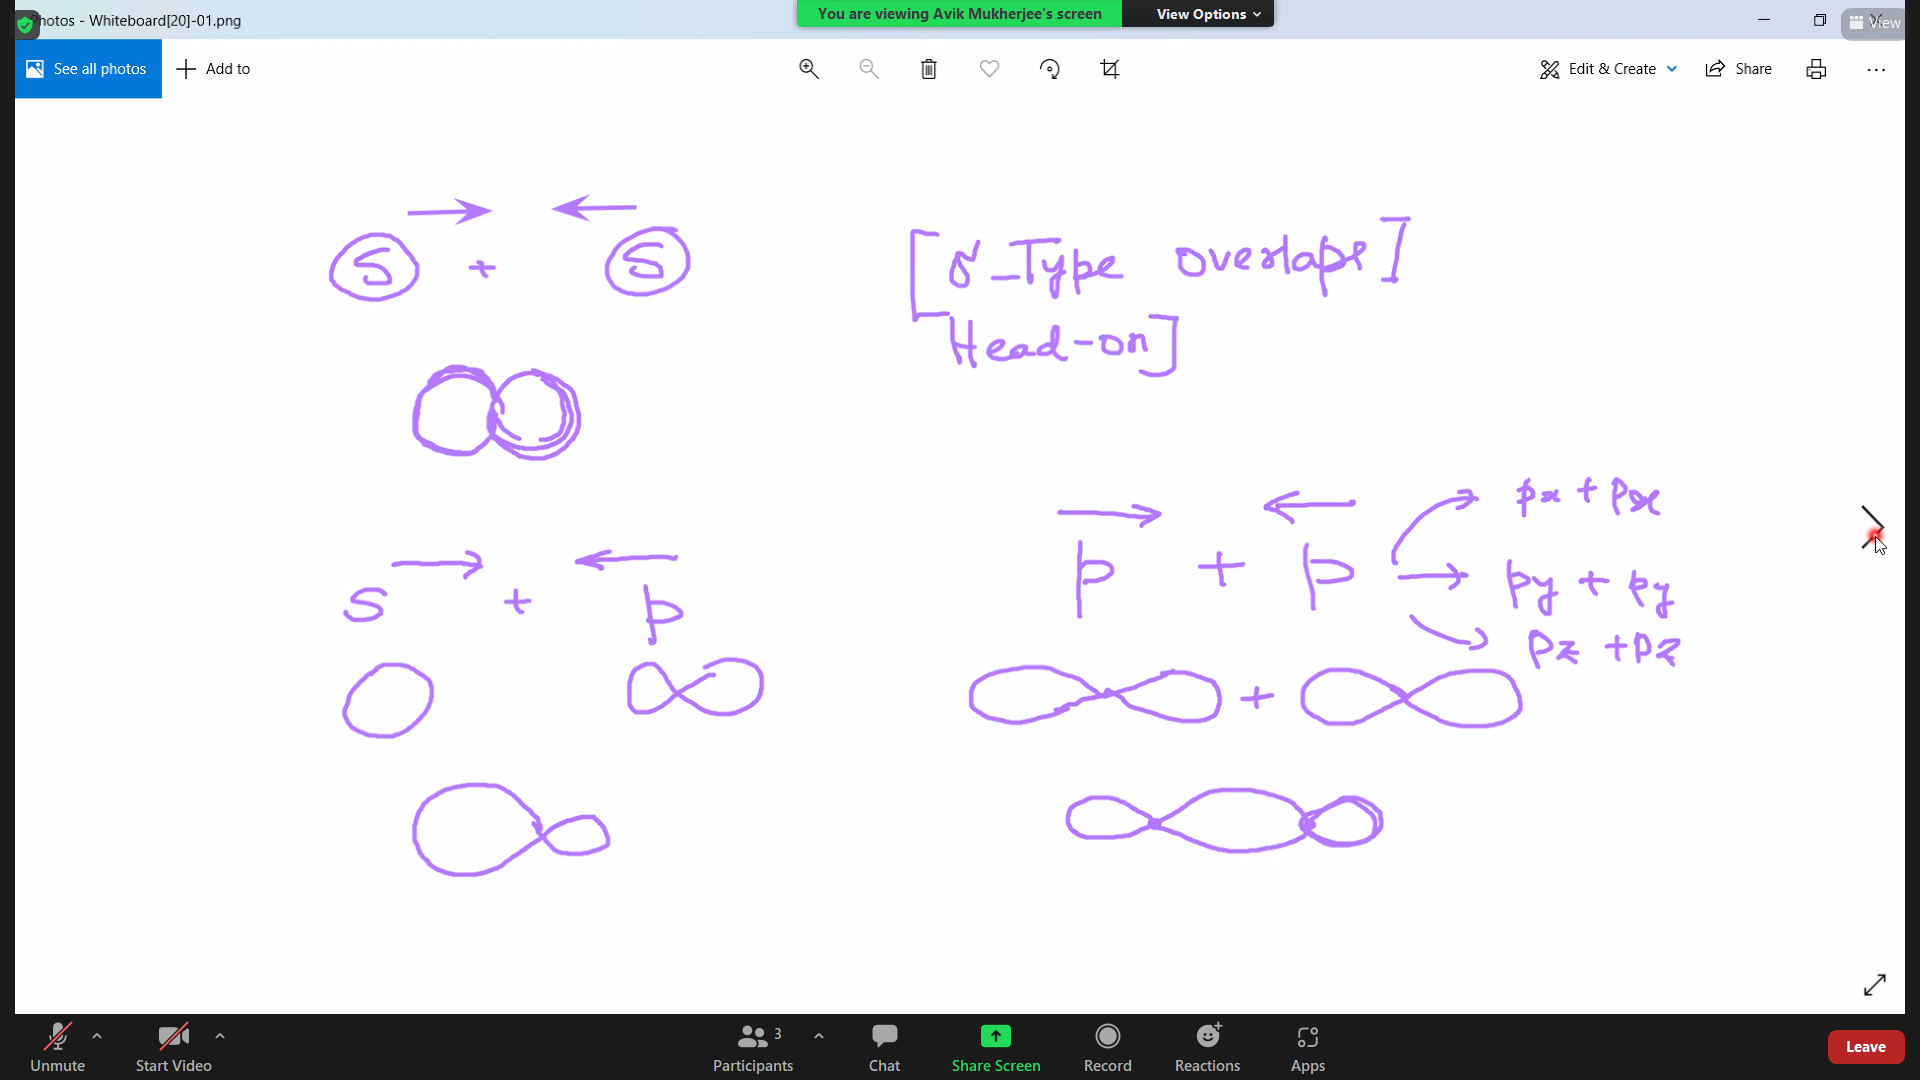 Photos - Whiteboard[20]-01.png
You are viewing Avik Mukherjee's screen
View Options
View
See all photos
Add to
Edit & Create
Share
S + S
[ σ-Type overlaps]
Head-on]
S + p
p + p
px + px
py + py
pz + pz
+
Unmute
Start Video
Participants
3
Chat
Share Screen
Record
Reactions
Apps
Leave